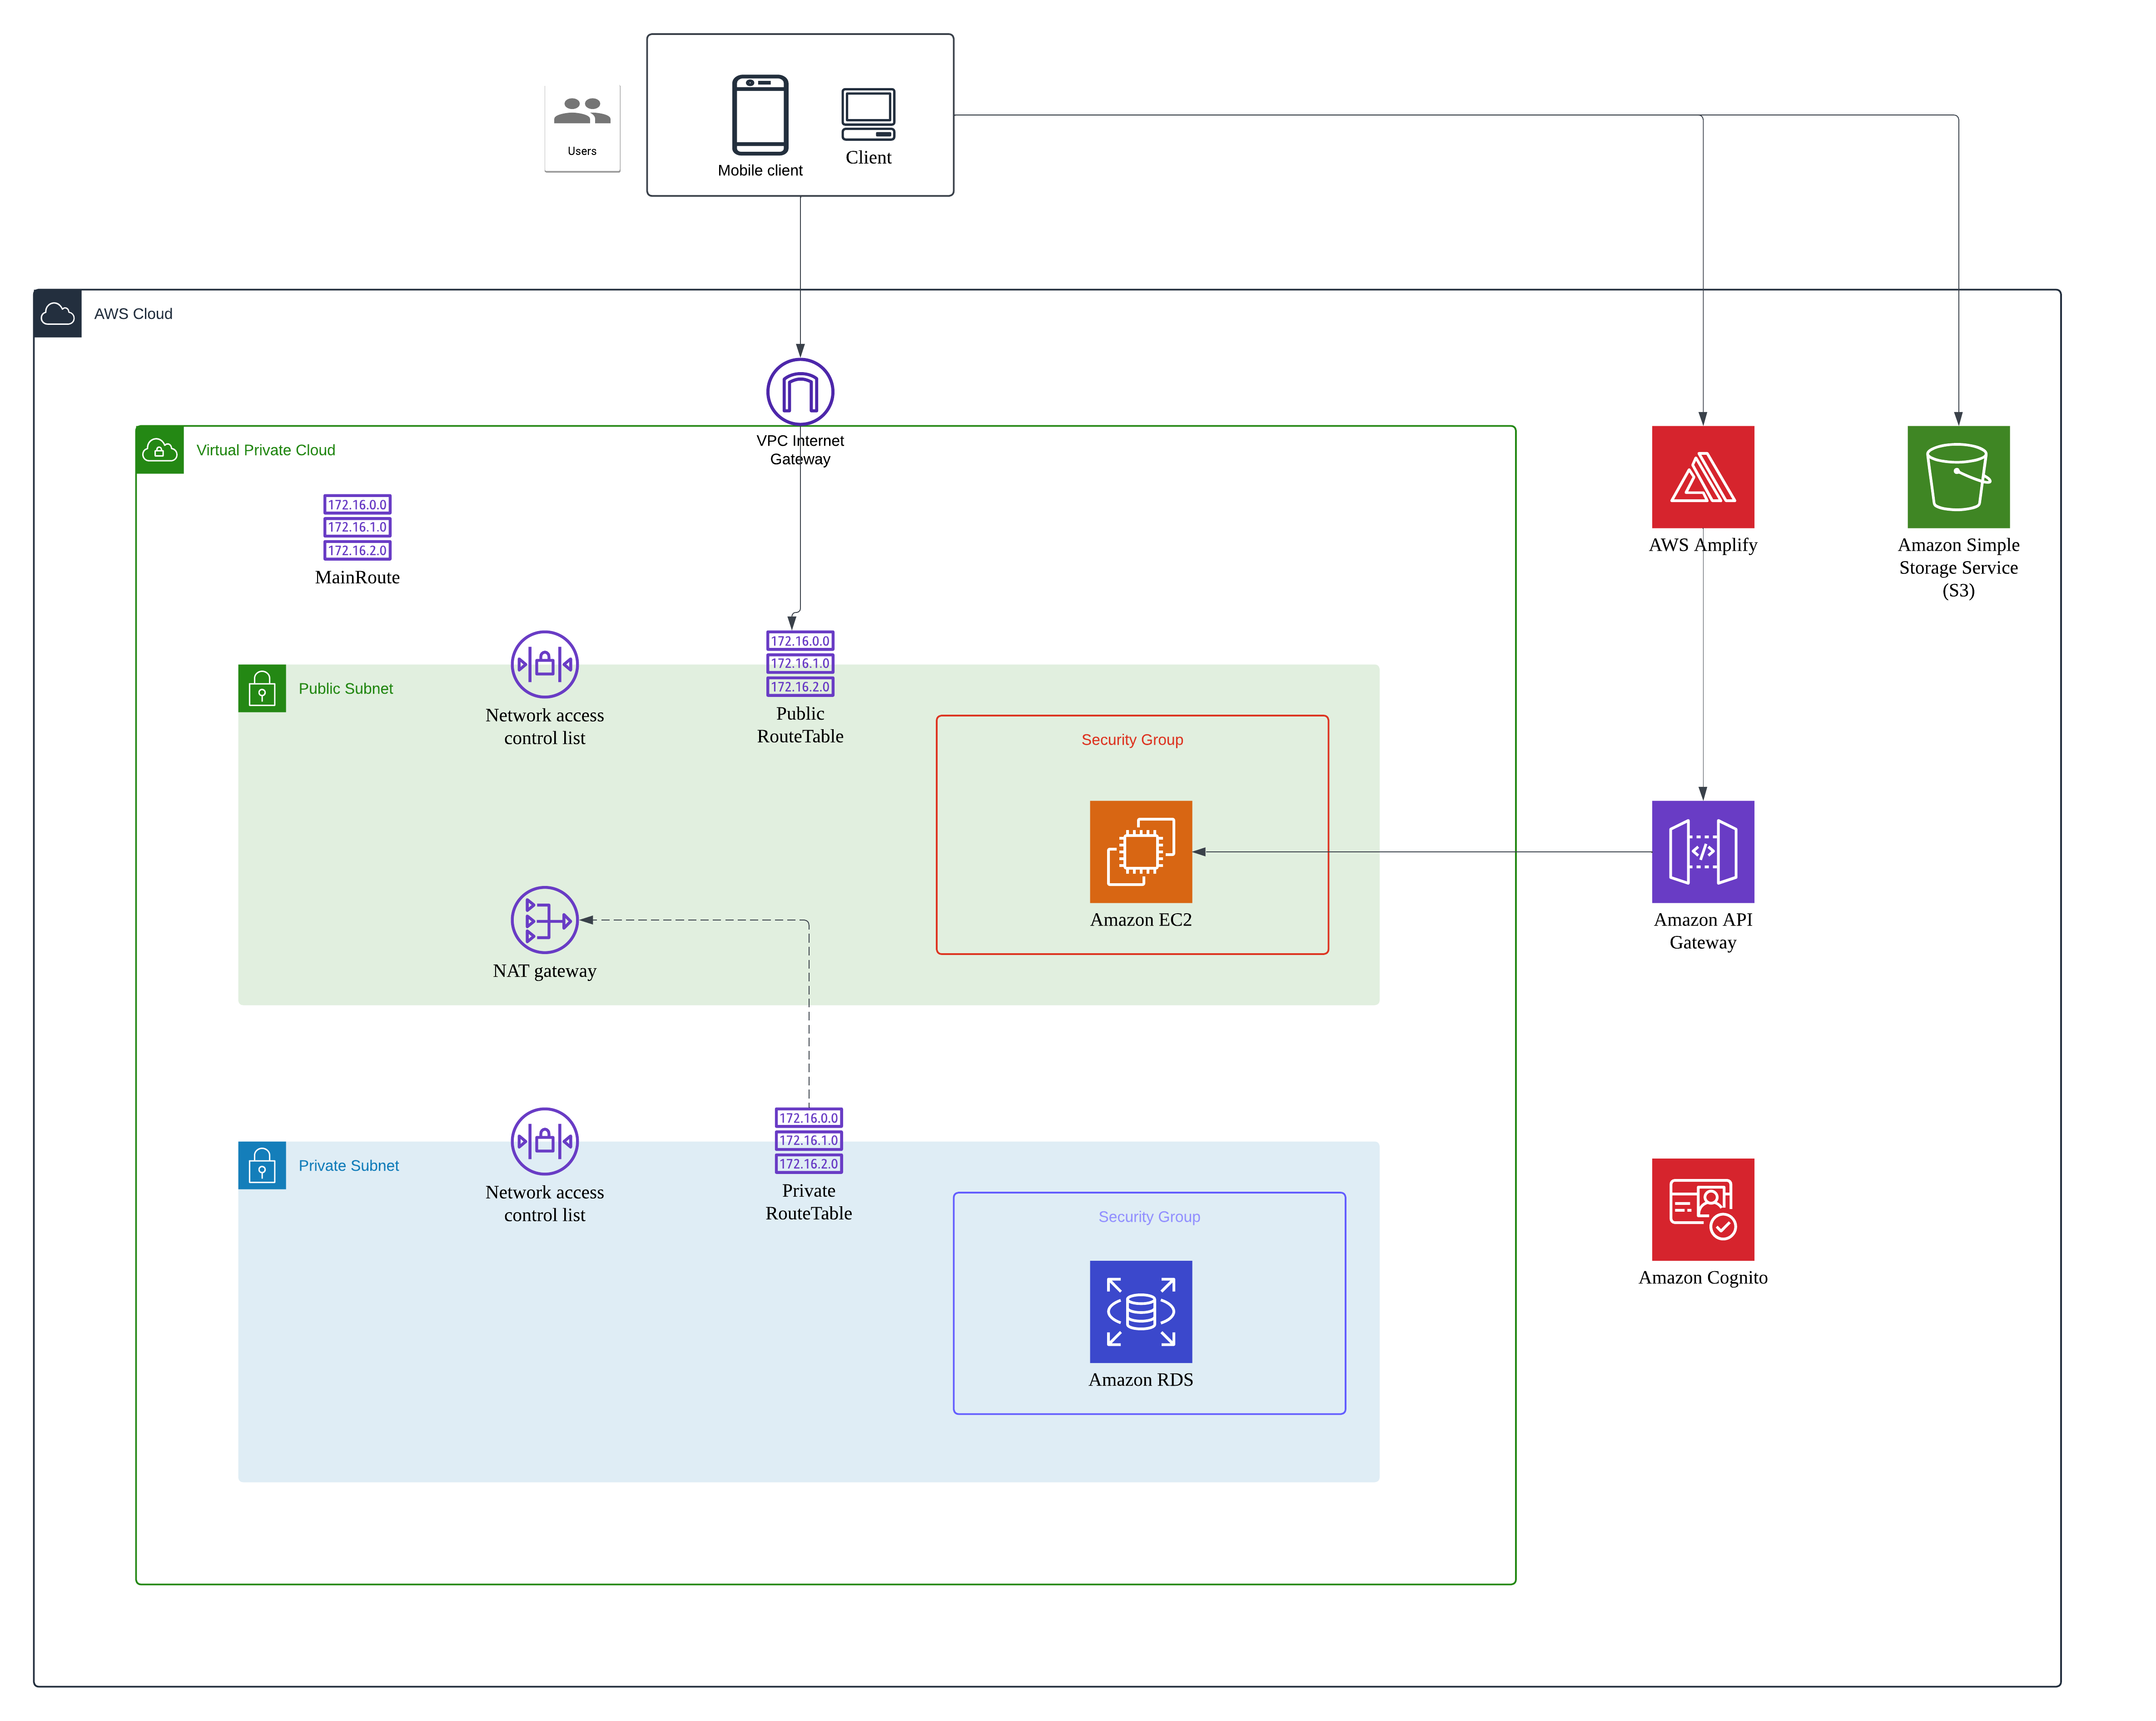 Users
Mobile client
Client
AWS Cloud
VPC Internet
Gateway
Virtual Private Cloud
172.16.0.0
172.16.1.0
172.16.2.0
MainRoute
AWS Amplify
Amazon Simple
Storage Service
(S3)
172.16.0.0
172.16.1.0
172.16.2.0
Public Subnet
Network access
control list
Public
RouteTable
Security Group
Amazon EC2
NAT gateway
Amazon API
Gateway
172.16.0.0
172.16.1.0
172.16.2.0
Private Subnet
Network access
control list
Private
RouteTable
Security Group
Amazon RDS
Amazon Cognito